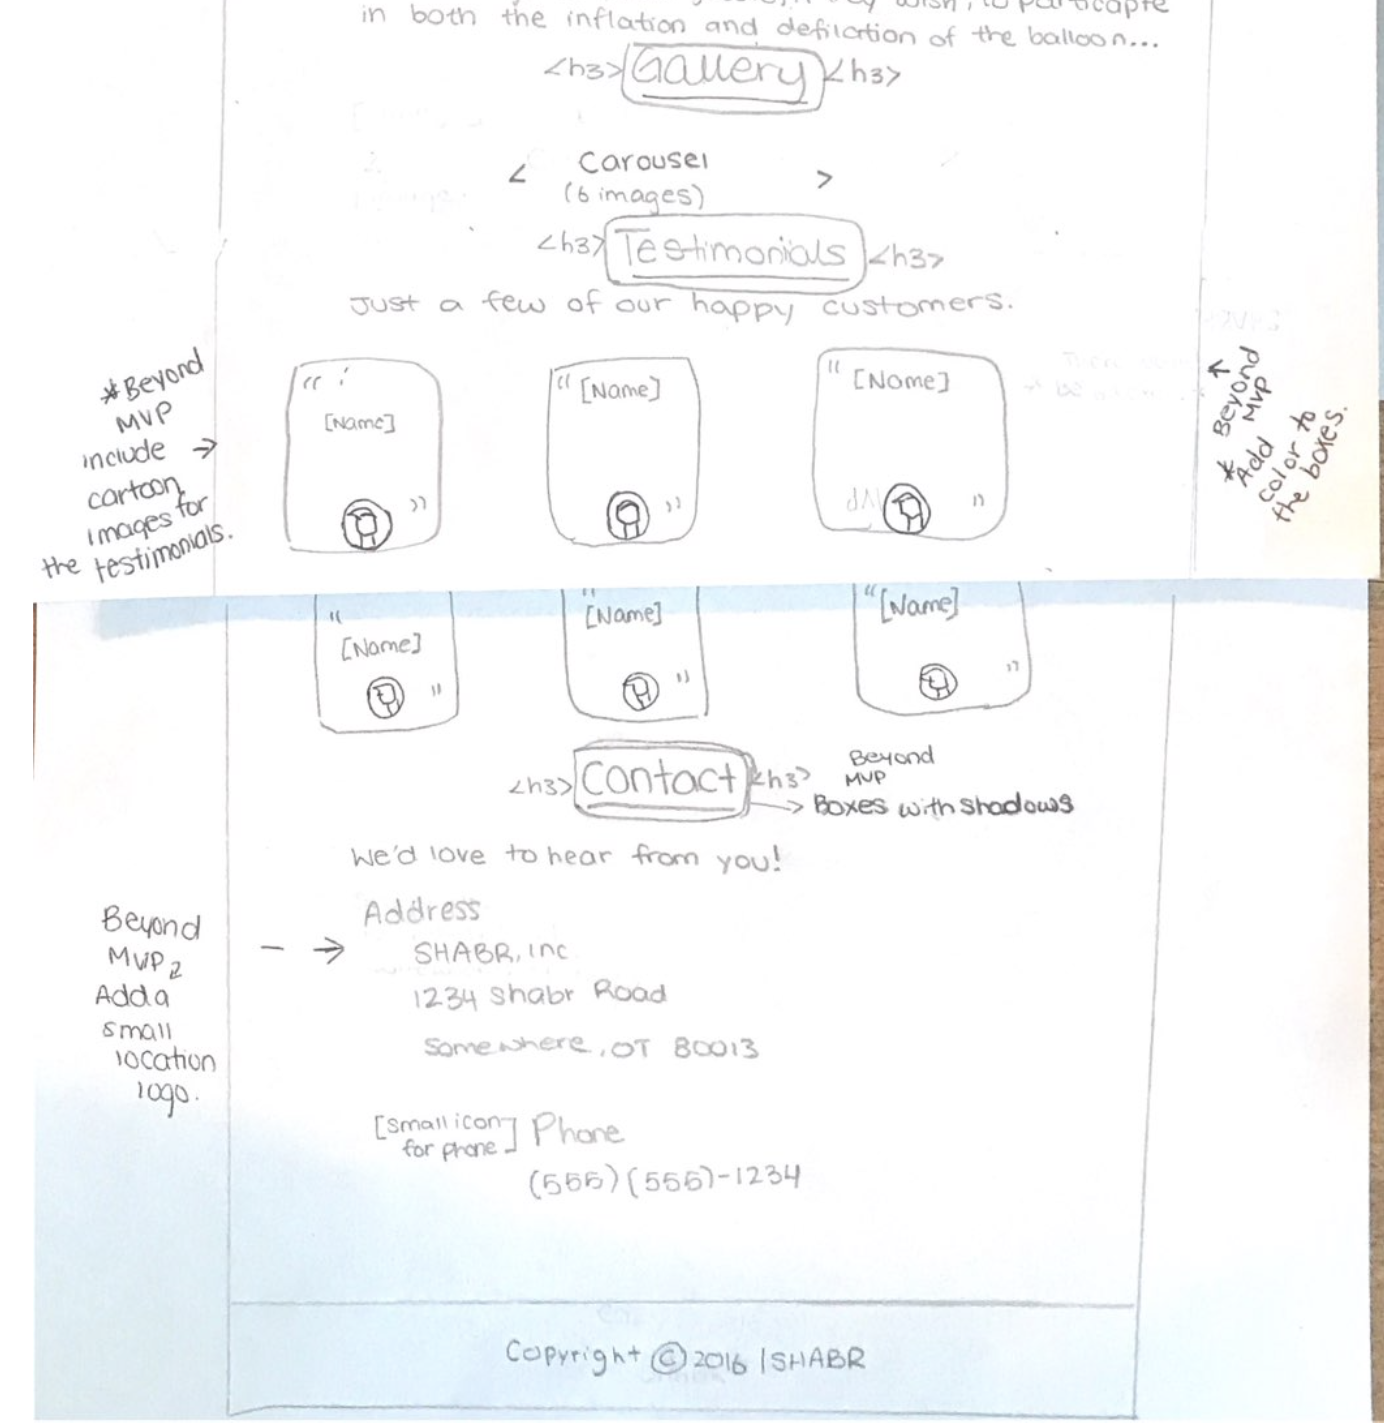 wish, to particapte
in both the inflation and defilation of the balloon...
<h3> Gallery <h3>
< Carousel >
(6 images)
<h3> Testimonials <h3>
Just a few of our happy customers.
*Beyond
MVP
include →
cartoon
images for
the testimonials.
“
[Name]
”
“ [Name]
”
“ [Name]
”
↑
* Beyond
MVP
Add
color to
the boxes.
“
[Name]
”
“
[Name]
”
“[Name]
”
<h3> Contact <h3>
Beyond
MVP
→ Boxes with shadows
We'd love to hear from you!
Beyond
MVP2
Add a
small
location
logo.
- → Address
SHABR, inc
1234 Shabr Road
Somewhere, OT 80013
[small icon
for phone] Phone
(555)(555)-1234
Copyright © 2016 | SHABR